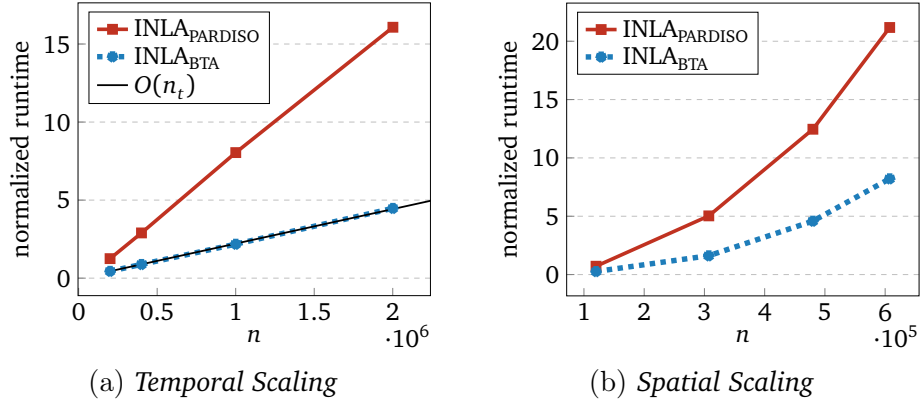 INLA_PARDISO
INLA_BTA
O(n_t)
normalized runtime
15
10
5
0
0
0.5
1
1.5
2
·10^6
n
(a) Temporal Scaling
INLA_PARDISO
INLA_BTA
normalized runtime
20
15
10
5
0
1
2
3
4
5
6
·10^5
n
(b) Spatial Scaling